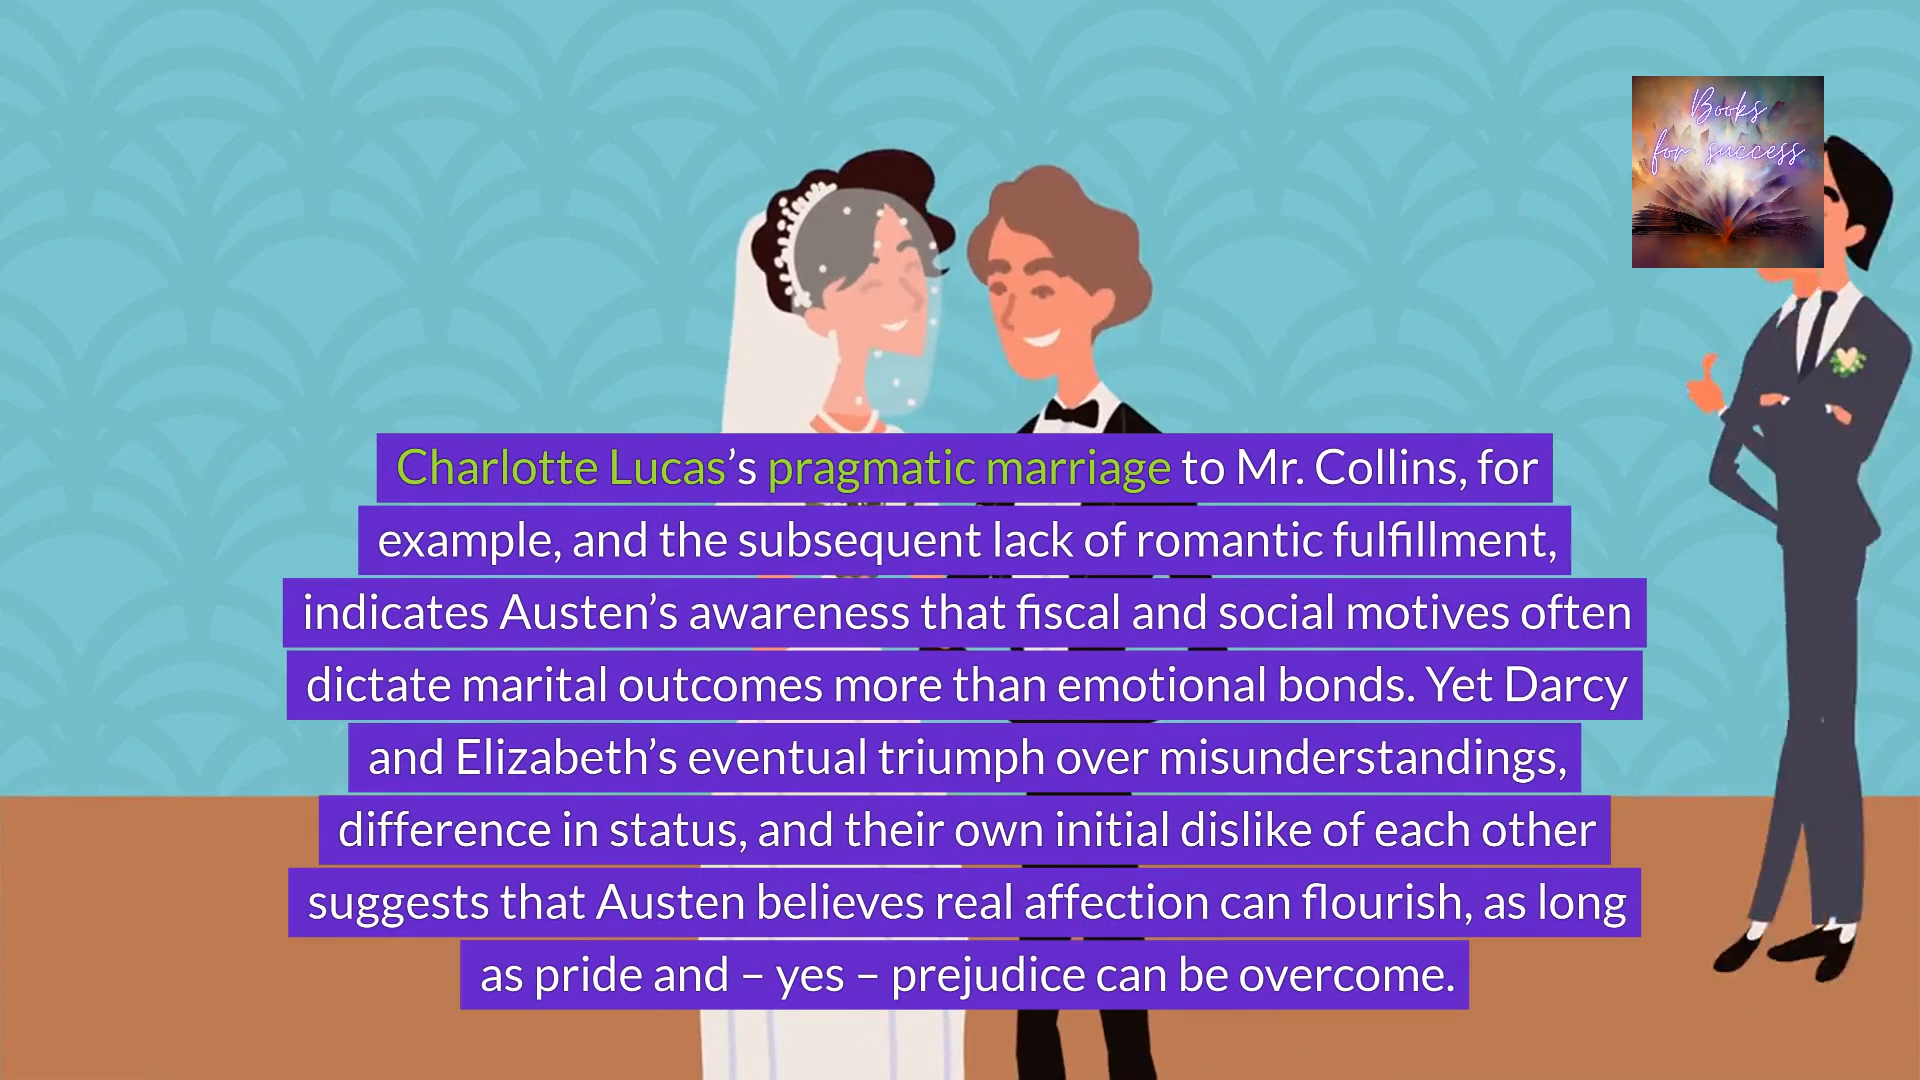 Books
for success
Charlotte Lucas’s pragmatic marriage to Mr. Collins, for
example, and the subsequent lack of romantic fulfillment,
indicates Austen’s awareness that fiscal and social motives often
dictate marital outcomes more than emotional bonds. Yet Darcy
and Elizabeth’s eventual triumph over misunderstandings,
difference in status, and their own initial dislike of each other
suggests that Austen believes real affection can flourish, as long
as pride and – yes – prejudice can be overcome.